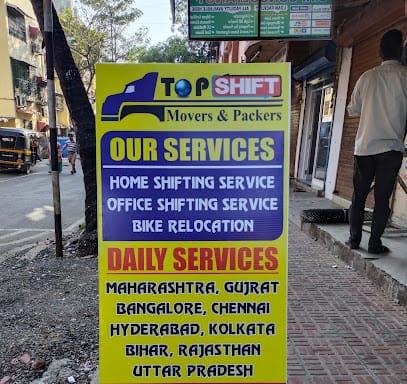 TOP SHIFT
Movers & Packers
OUR SERVICES
HOME SHIFTING SERVICE
OFFICE SHIFTING SERVICE
BIKE RELOCATION
DAILY SERVICES
MAHARASHTRA, GUJRAT
BANGALORE, CHENNAI
HYDERABAD, KOLKATA
BIHAR, RAJASTHAN
UTTAR PRADESH